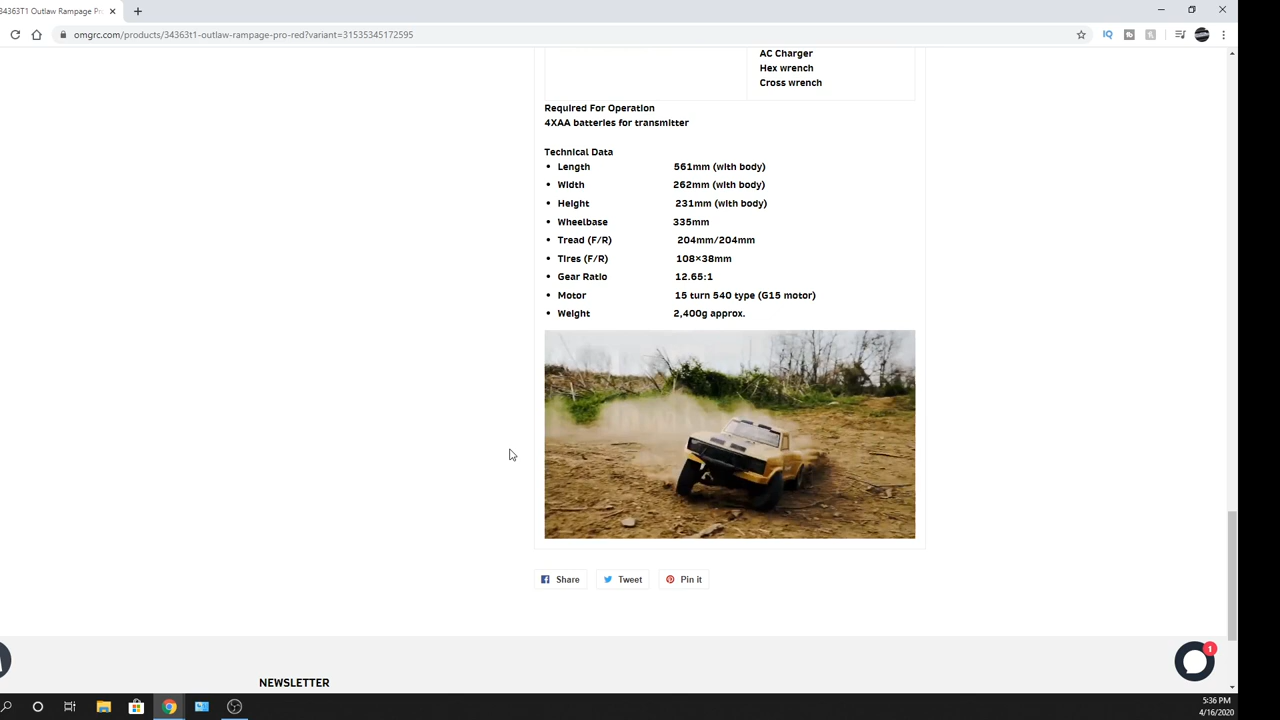 34363T1 Outlaw Rampage Pr
omgrc.com/products/34363t1-outlaw-rampage-pro-red?variant=31535345172595
IQ
AC Charger
Hex wrench
Cross wrench
Required For Operation
4XAA batteries for transmitter
Technical Data
• Length 561mm (with body)
• Width 262mm (with body)
• Height 231mm (with body)
• Wheelbase 335mm
• Tread (F/R) 204mm/204mm
• Tires (F/R) 108×38mm
• Gear Ratio 12.65:1
• Motor 15 turn 540 type (G15 motor)
• Weight 2,400g approx.
Share Tweet Pin it
1
NEWSLETTER
5:36 PM
4/16/2020